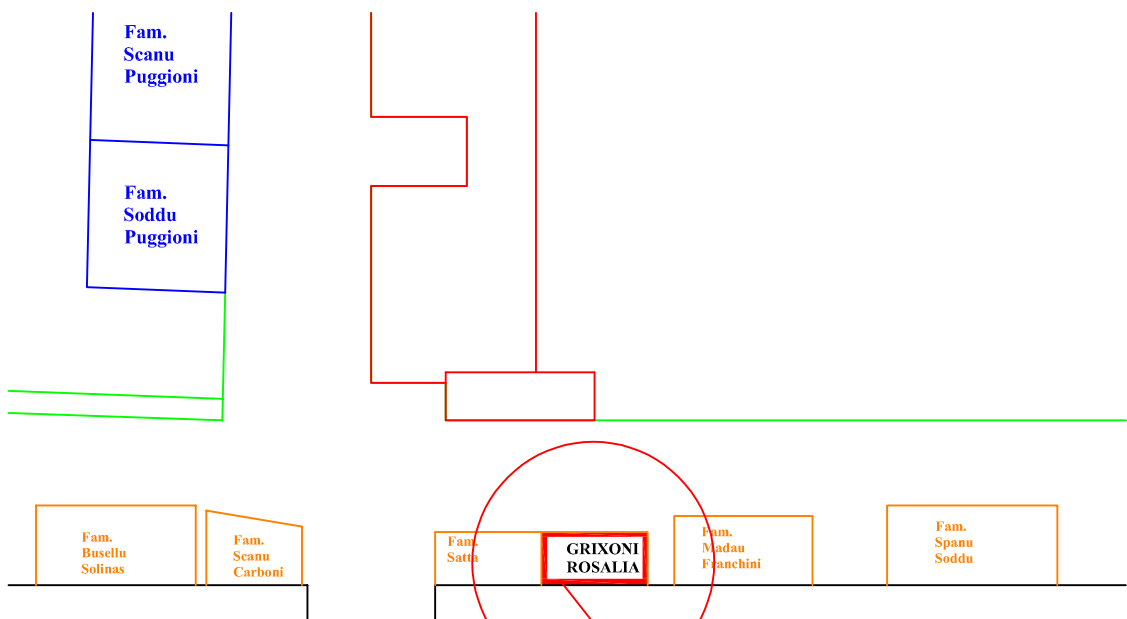 Fam.
Scanu
Puggioni
Fam.
Soddu
Puggioni
Fam.
Busellu
Solinas
Fam.
Scanu
Carboni
Fam.
Satta
GRIXONI
ROSALIA
Fam.
Madau
Franchini
Fam.
Spanu
Soddu